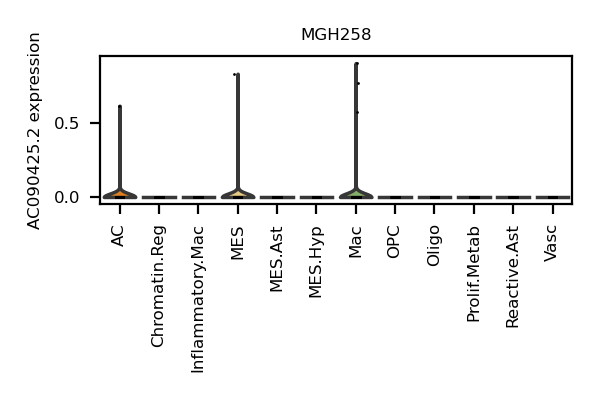 MGH258
AC090425.2 expression
0.5
0.0
AC
Chromatin.Reg
Inflammatory.Mac
MES
MES.Ast
MES.Hyp
Mac
OPC
Oligo
Prolif.Metab
Reactive.Ast
Vasc